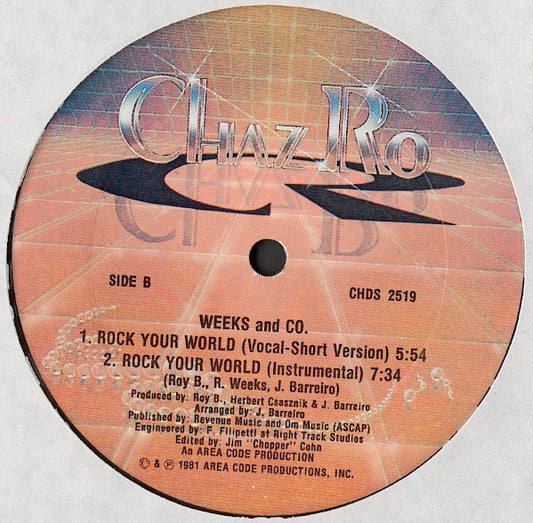 CHAZ RO
SIDE B
CHDS 2519
WEEKS and CO.
1. ROCK YOUR WORLD (Vocal-Short Version) 5:54
2. ROCK YOUR WORLD (Instrumental) 7:34
(Roy B., R. Weeks, J. Barreiro)
Produced by: Roy B., Herbert Csasznik & J. Barreiro
Arranged by: J. Barreiro
Published by: Revenue Music and Om Music (ASCAP)
Engineered by: F. Filipetti at Right Track Studios
Edited by: Jim "Chopper" Cohn
An AREA CODE PRODUCTION
© & ℗ 1981 AREA CODE PRODUCTIONS, INC.